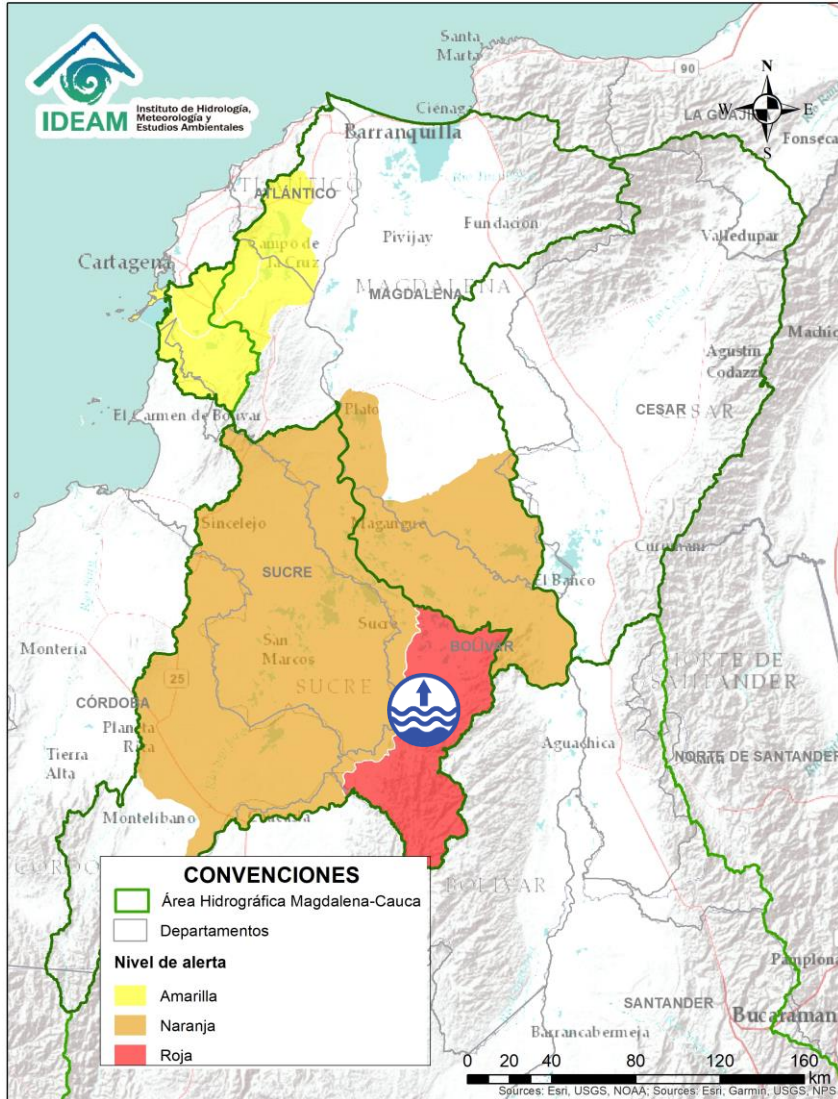 IDEAM
Instituto de Hidrología,
Meteorología y
Estudios Ambientales
Santa
Marta
90
N
W
E
S
Ciénaga
LA GUAJI
Barranquilla
Fonseca
ATLÁNTICO
Pivijay
Fundación
Valledupar
Campo de
la Cruz
Cartagena
MAGDALENA
MAGDALENA
Agustín
Codazzi
El Carmen de Bolívar
Plato
CESAR
CESAR
Sincelejo
Magangué
Curumaní
SUCRE
El Banco
Sucre
BOLÍVAR
Montería
San
Marcos
25
SUCRE
NORTE DE
SANTANDER
CÓRDOBA
Planeta
Rica
Aguachica
Tierra
Alta
NORTE DE SANTANDER
Montelíbano
BOLÍVAR
CONVENCIONES
Área Hidrográfica Magdalena-Cauca
Departamentos
Nivel de alerta
Amarilla
Naranja
Roja
Pamplona
SANTANDER
Bucaraman
Barrancabermeja
0 20 40 80 120 160
Km
Sources: Esri, USGS, NOAA; Sources: Esri, Garmin, USGS, NPS